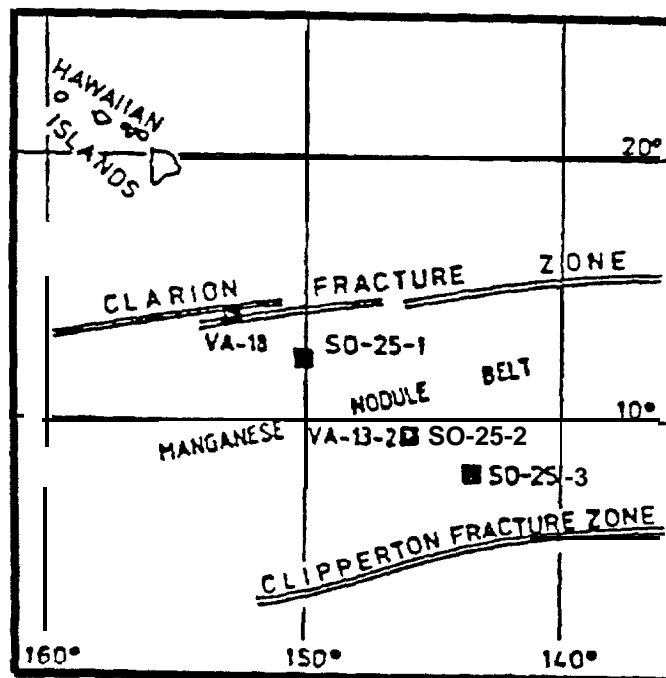 HAWAIIAN
ISLANDS
20°
CLARION FRACTURE ZONE
VA-18
SO-25-1
MANGANESE NODULE BELT
10°
VA-13-2
SO-25-2
SO-25-3
CLIPPERTON FRACTURE ZONE
160° 150° 140°